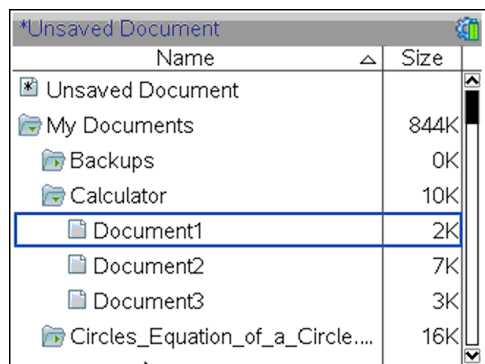 *Unsaved Document
Name Size
Unsaved Document
My Documents 844K
Backups 0K
Calculator 10K
Document1 2K
Document2 7K
Document3 3K
Circles_Equation_of_a_Circle.... 16K